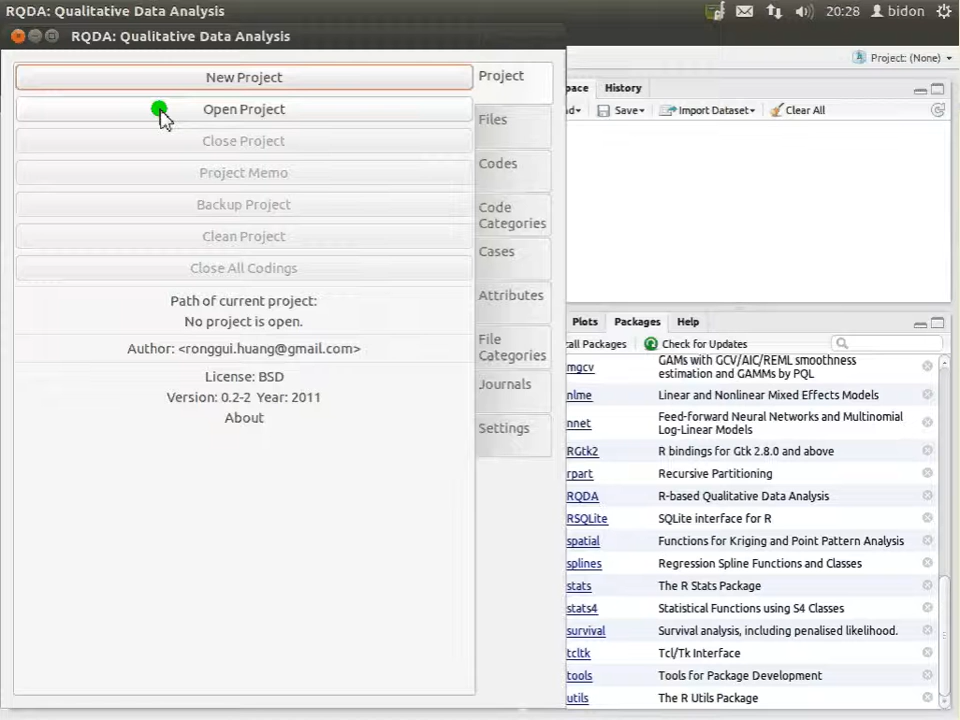 RQDA: Qualitative Data Analysis
20:28
bidon
RQDA: Qualitative Data Analysis
New Project
Open Project
Close Project
Project Memo
Backup Project
Clean Project
Close All Codings
Path of current project:
No project is open.
Author: <ronggui.huang@gmail.com>
License: BSD
Version: 0.2-2 Year: 2011
About
Project
Files
Codes
Code
Categories
Cases
Attributes
File
Categories
Journals
Settings
Project: (None)
pace
History
ad
Save
Import Dataset
Clear All
Plots
Packages
Help
all Packages
Check for Updates
mgcv
GAMs with GCV/AIC/REML smoothness
estimation and GAMMs by PQL
nlme
Linear and Nonlinear Mixed Effects Models
nnet
Feed-forward Neural Networks and Multinomial
Log-Linear Models
RGtk2
R bindings for Gtk 2.8.0 and above
rpart
Recursive Partitioning
RQDA
R-based Qualitative Data Analysis
RSQLite
SQLite interface for R
spatial
Functions for Kriging and Point Pattern Analysis
splines
Regression Spline Functions and Classes
stats
The R Stats Package
stats4
Statistical Functions using S4 Classes
survival
Survival analysis, including penalised likelihood.
tcltk
Tcl/Tk Interface
tools
Tools for Package Development
utils
The R Utils Package